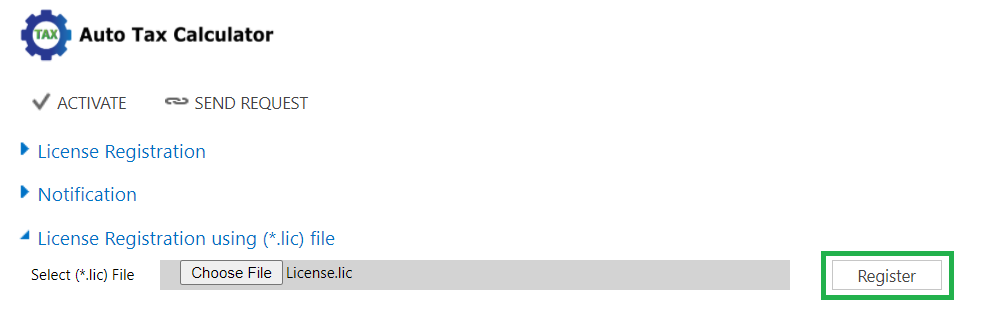 TAX Auto Tax Calculator
ACTIVATE SEND REQUEST
License Registration
Notification
License Registration using (*.lic) file
Select (*.lic) File Choose File License.lic Register